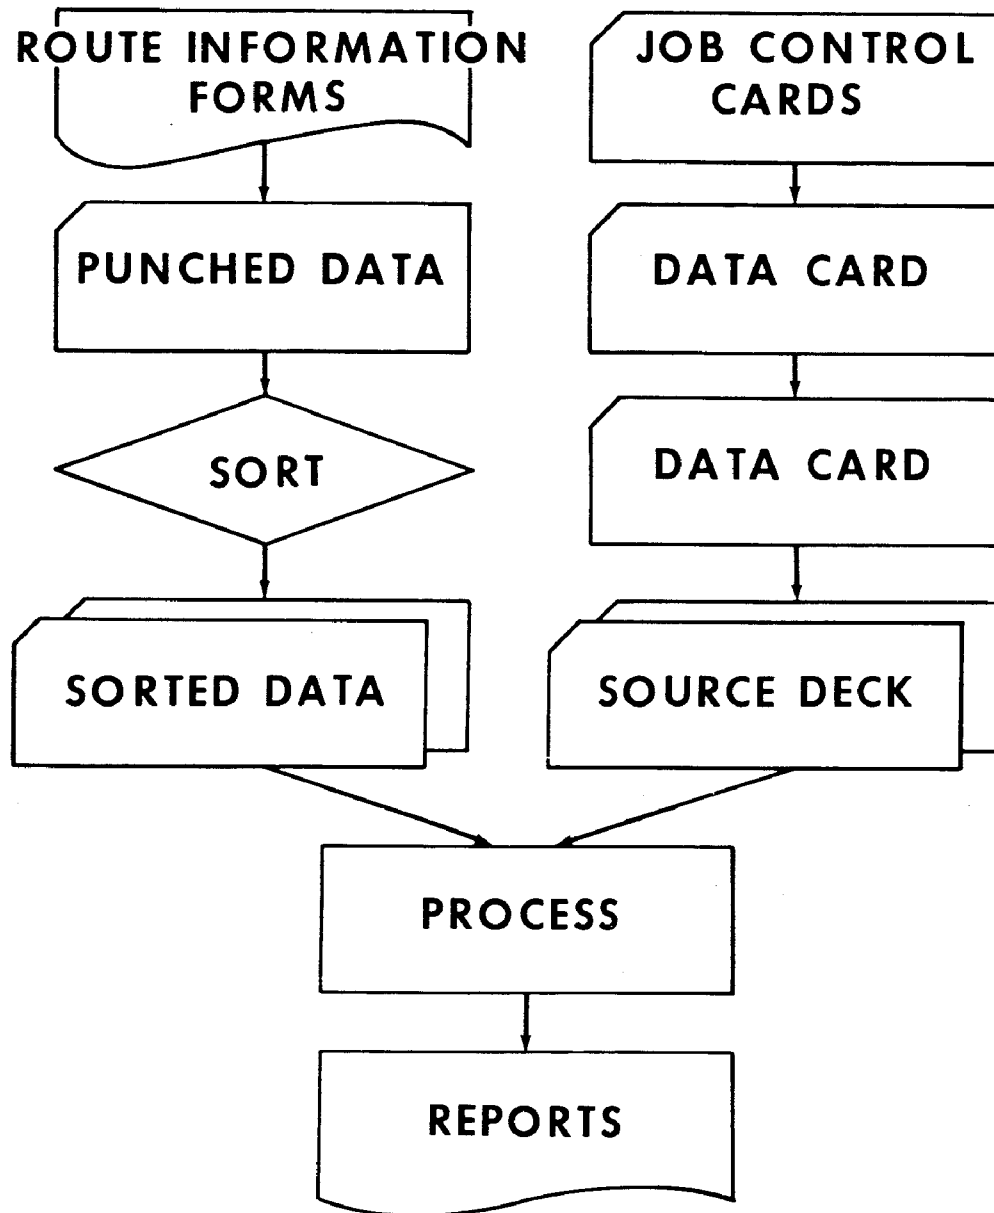 ROUTE INFORMATION
FORMS
PUNCHED DATA
SORT
SORTED DATA
JOB CONTROL
CARDS
DATA CARD
DATA CARD
SOURCE DECK
PROCESS
REPORTS